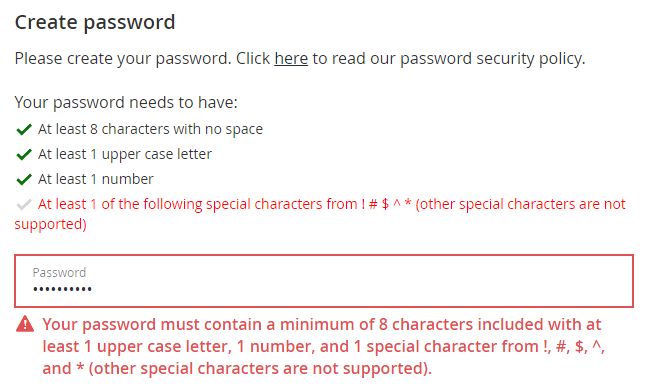 Create password
Please create your password. Click here to read our password security policy.
Your password needs to have:
At least 8 characters with no space
At least 1 upper case letter
At least 1 number
At least 1 of the following special characters from ! # $ ^ * (other special characters are not
supported)
Password
••••••••••
Your password must contain a minimum of 8 characters included with at
least 1 upper case letter, 1 number, and 1 special character from !, #, $, ^,
and * (other special characters are not supported).